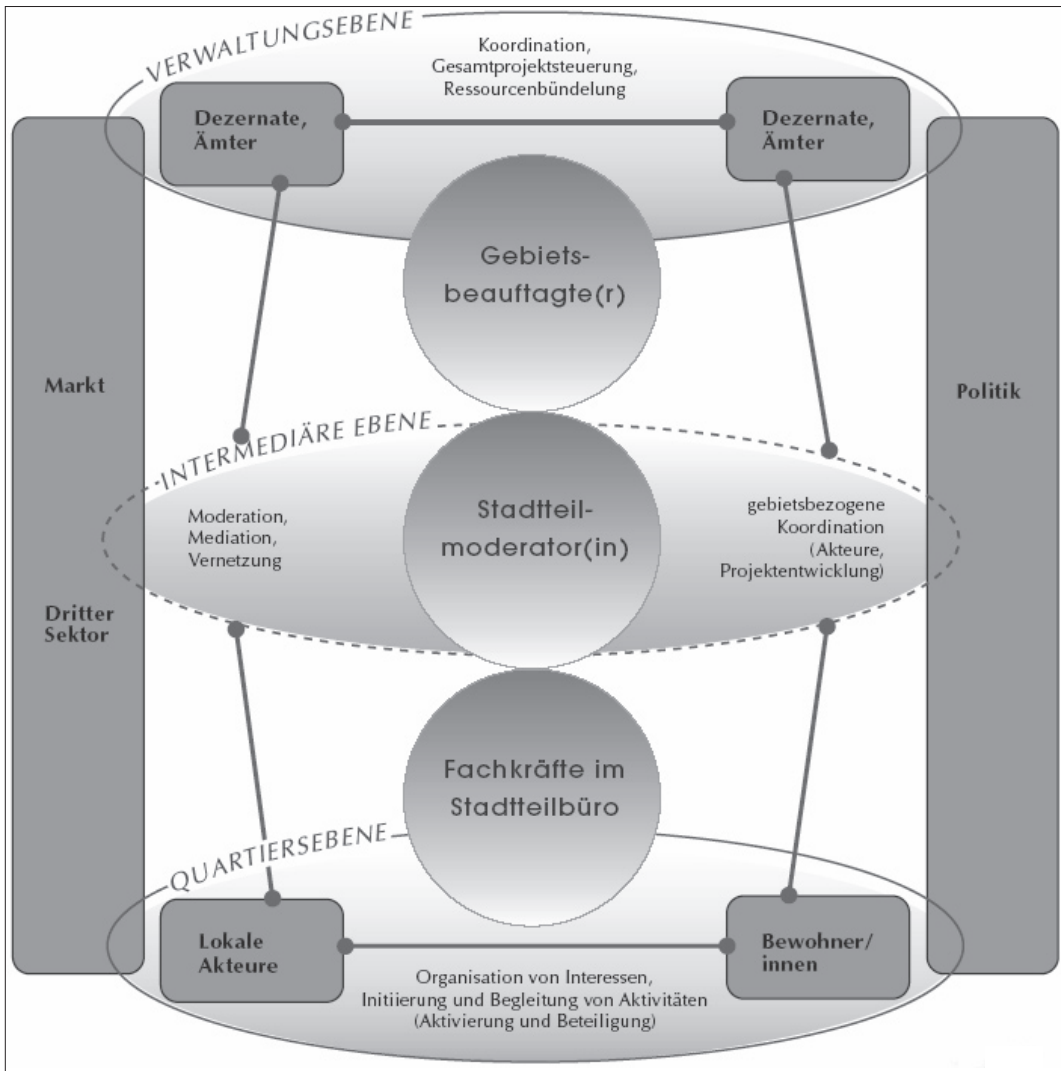 VERWALTUNGSEBENE
Koordination,
Gesamtprojektsteuerung,
Ressourcenbündelung
Dezernate,
Ämter
Dezernate,
Ämter
Gebiets-
beauftagte(r)
Markt
Politik
INTERMEDIÄRE EBENE
Moderation,
Mediation,
Vernetzung
Stadtteil-
moderator(in)
gebietsbezogene
Koordination
(Akteure,
Projektentwicklung)
Dritter
Sektor
Fachkräfte im
Stadtteilbüro
QUARTIERSEBENE
Lokale
Akteure
Bewohner/
innen
Organisation von Interessen,
Initiierung und Begleitung von Aktivitäten
(Aktivierung und Beteiligung)